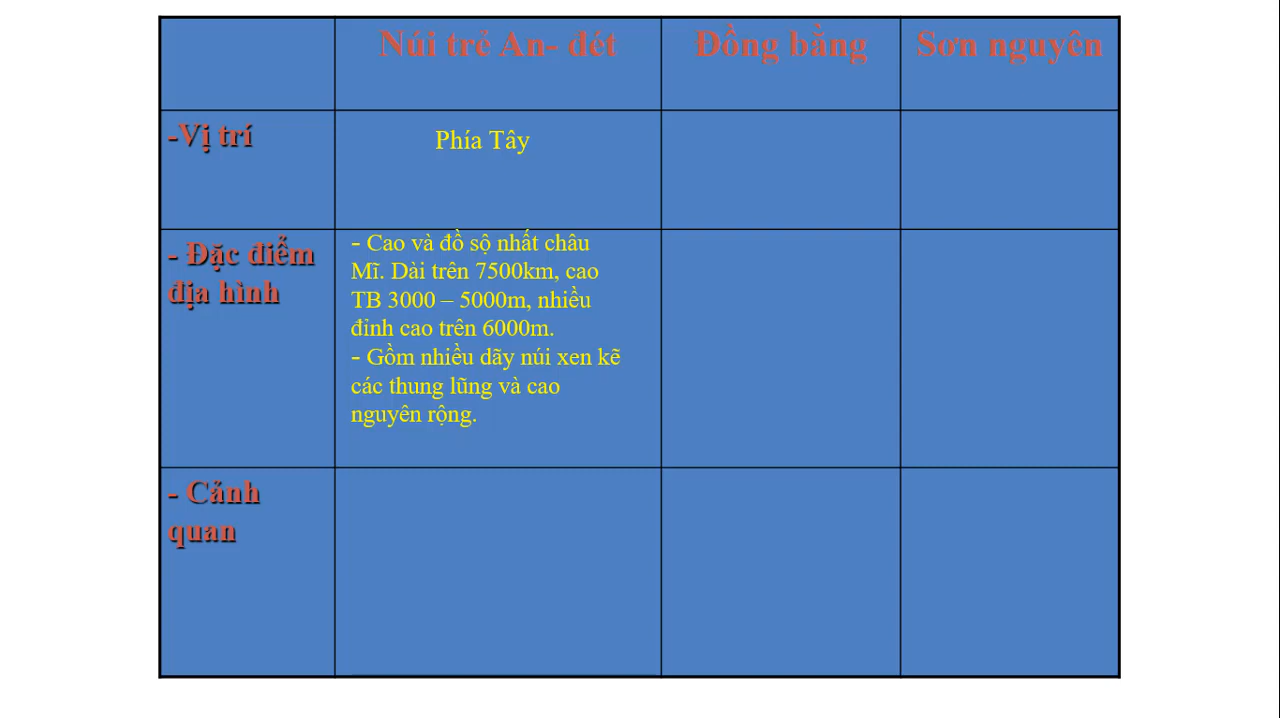 Núi trẻ An- đét
Đồng bằng
Sơn nguyên
-Vị trí
Phía Tây
- Đặc điểm
địa hình
- Cao và đồ sộ nhất châu
Mĩ. Dài trên 7500km, cao
TB 3000 – 5000m, nhiều
đỉnh cao trên 6000m.
- Gồm nhiều dãy núi xen kẽ
các thung lũng và cao
nguyên rộng.
- Cảnh
quan